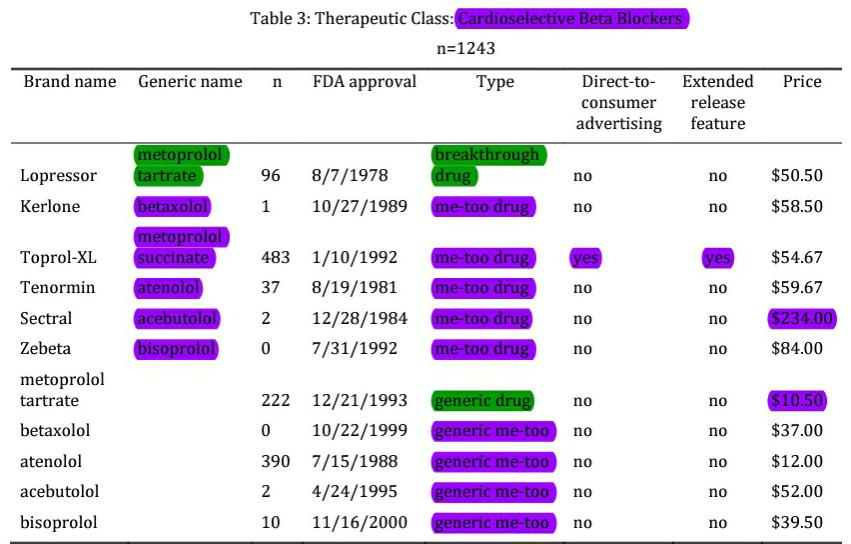 Table 3: Therapeutic Class: Cardioselective Beta Blockers
n=1243
Brand name Generic name n FDA approval Type Direct-to-consumer advertising Extended release feature Price
Lopressor metoprolol tartrate 96 8/7/1978 breakthrough drug no no $50.50
Kerlone betaxolol 1 10/27/1989 me-too drug no no $58.50
Toprol-XL metoprolol succinate 483 1/10/1992 me-too drug yes yes $54.67
Tenormin atenolol 37 8/19/1981 me-too drug no no $59.67
Sectral acebutolol 2 12/28/1984 me-too drug no no $234.00
Zebeta bisoprolol 0 7/31/1992 me-too drug no no $84.00
metoprolol tartrate 222 12/21/1993 generic drug no no $10.50
betaxolol 0 10/22/1999 generic me-too no no $37.00
atenolol 390 7/15/1988 generic me-too no no $12.00
acebutolol 2 4/24/1995 generic me-too no no $52.00
bisoprolol 10 11/16/2000 generic me-too no no $39.50